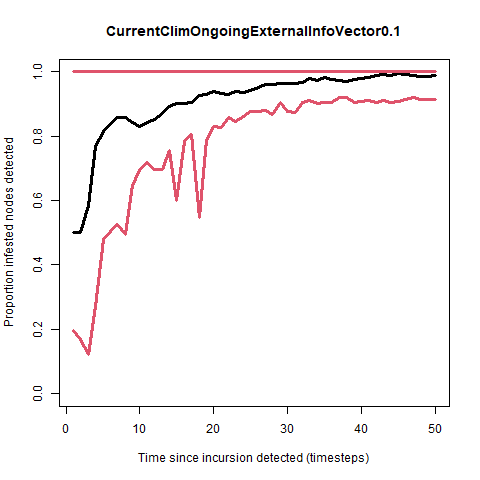 CurrentClimOngoingExternalInfoVector0.1
Proportion infested nodes detected
1.0
0.8
0.6
0.4
0.2
0.0
0 10 20 30 40 50
Time since incursion detected (timesteps)